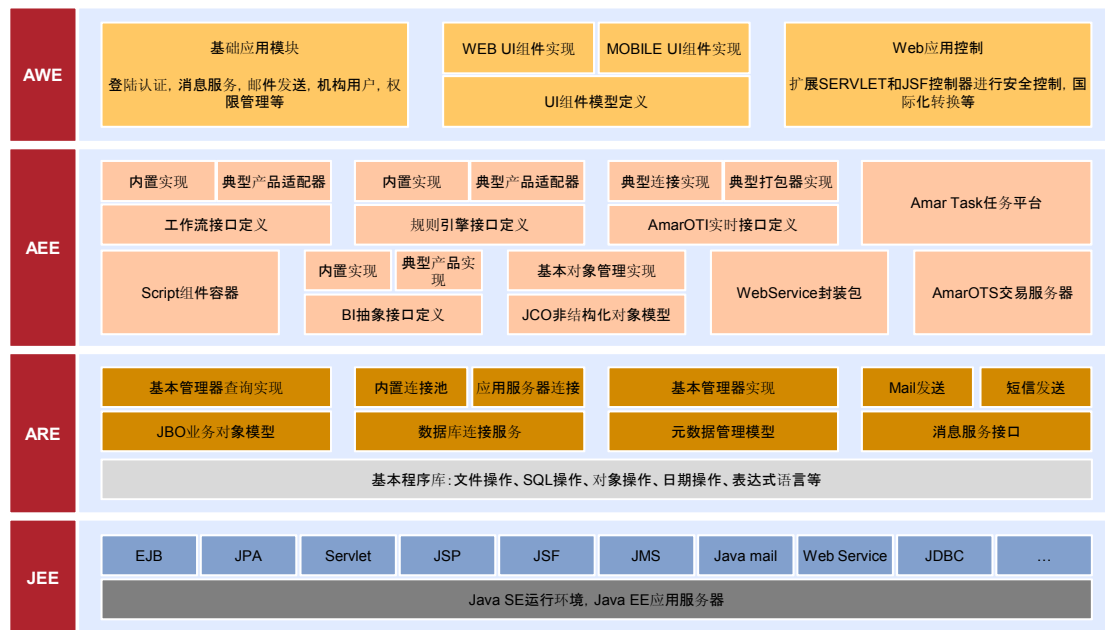 AWE
基础应用模块
登陆认证, 消息服务, 邮件发送, 机构用户, 权
限管理等
WEB UI组件实现
MOBILE UI组件实现
UI组件模型定义
Web应用控制
扩展SERVLET和JSF控制器进行安全控制, 国
际化转换等
AEE
内置实现
典型产品适配器
工作流接口定义
内置实现
典型产品适配器
规则引擎接口定义
典型连接实现
典型打包器实现
AmarOTI实时接口定义
Amar Task任务平台
Script组件容器
内置实现
典型产品实
现
BI抽象接口定义
基本对象管理实现
JCO非结构化对象模型
WebService封装包
AmarOTS交易服务器
ARE
基本管理器查询实现
JBO业务对象模型
内置连接池
应用服务器连接
数据库连接服务
基本管理器实现
元数据管理模型
Mail发送
短信发送
消息服务接口
基本程序库:文件操作、SQL操作、对象操作、日期操作、表达式语言等
JEE
EJB
JPA
Servlet
JSP
JSF
JMS
Java mail
Web Service
JDBC
…
Java SE运行环境, Java EE应用服务器